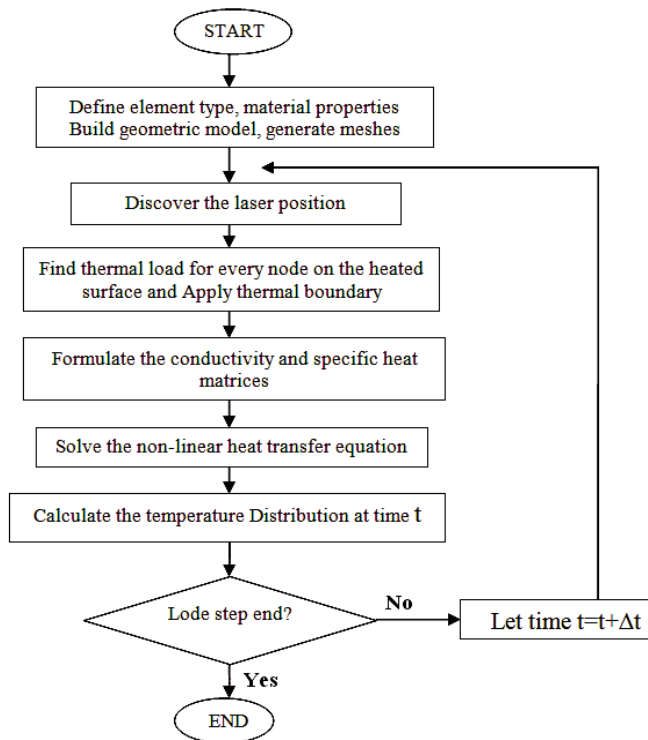 START
Define element type, material properties
Build geometric model, generate meshes
Discover the laser position
Find thermal load for every node on the heated
surface and Apply thermal boundary
Formulate the conductivity and specific heat
matrices
Solve the non-linear heat transfer equation
Calculate the temperature Distribution at time t
Lode step end?
No
Let time t=t+Δt
Yes
END